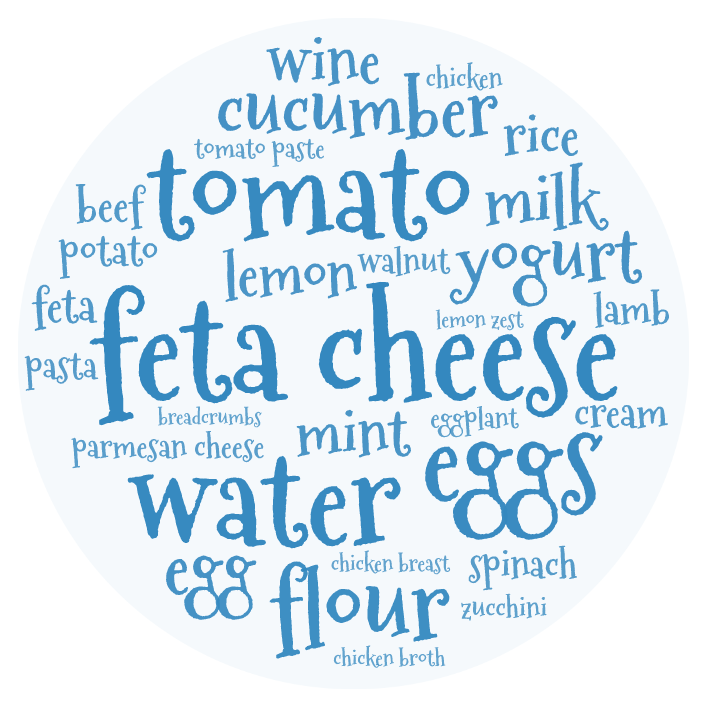 wine
chicken
cucumber
rice
tomato paste
tomato
beef
milk
potato
lemon
walnut
yogurt
feta
lamb
feta cheese
lemon zest
pasta
breadcrumbs
mint
eggplant
cream
parmesan cheese
water
eggs
egg
chicken breast
spinach
flour
zucchini
chicken broth